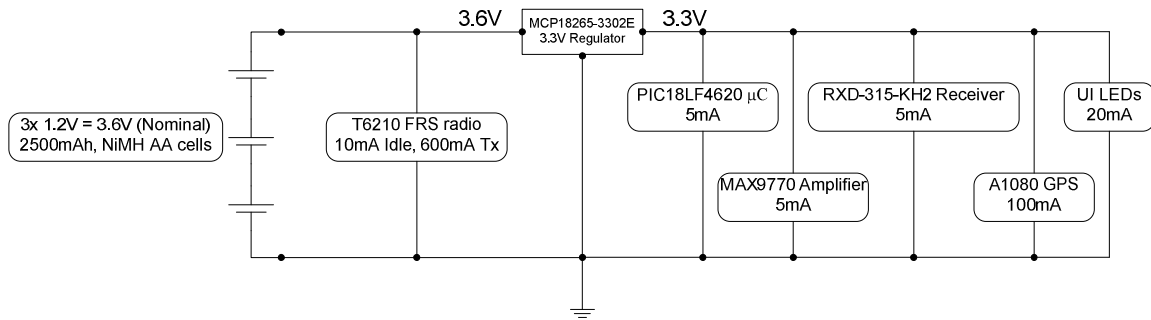 3.6V
MCP18265-3302E
3.3V Regulator
3.3V
3x 1.2V = 3.6V (Nominal)
2500mAh, NiMH AA cells
T6210 FRS radio
10mA Idle, 600mA Tx
PIC18LF4620 μC
5mA
RXD-315-KH2 Receiver
5mA
UI LEDs
20mA
MAX9770 Amplifier
5mA
A1080 GPS
100mA